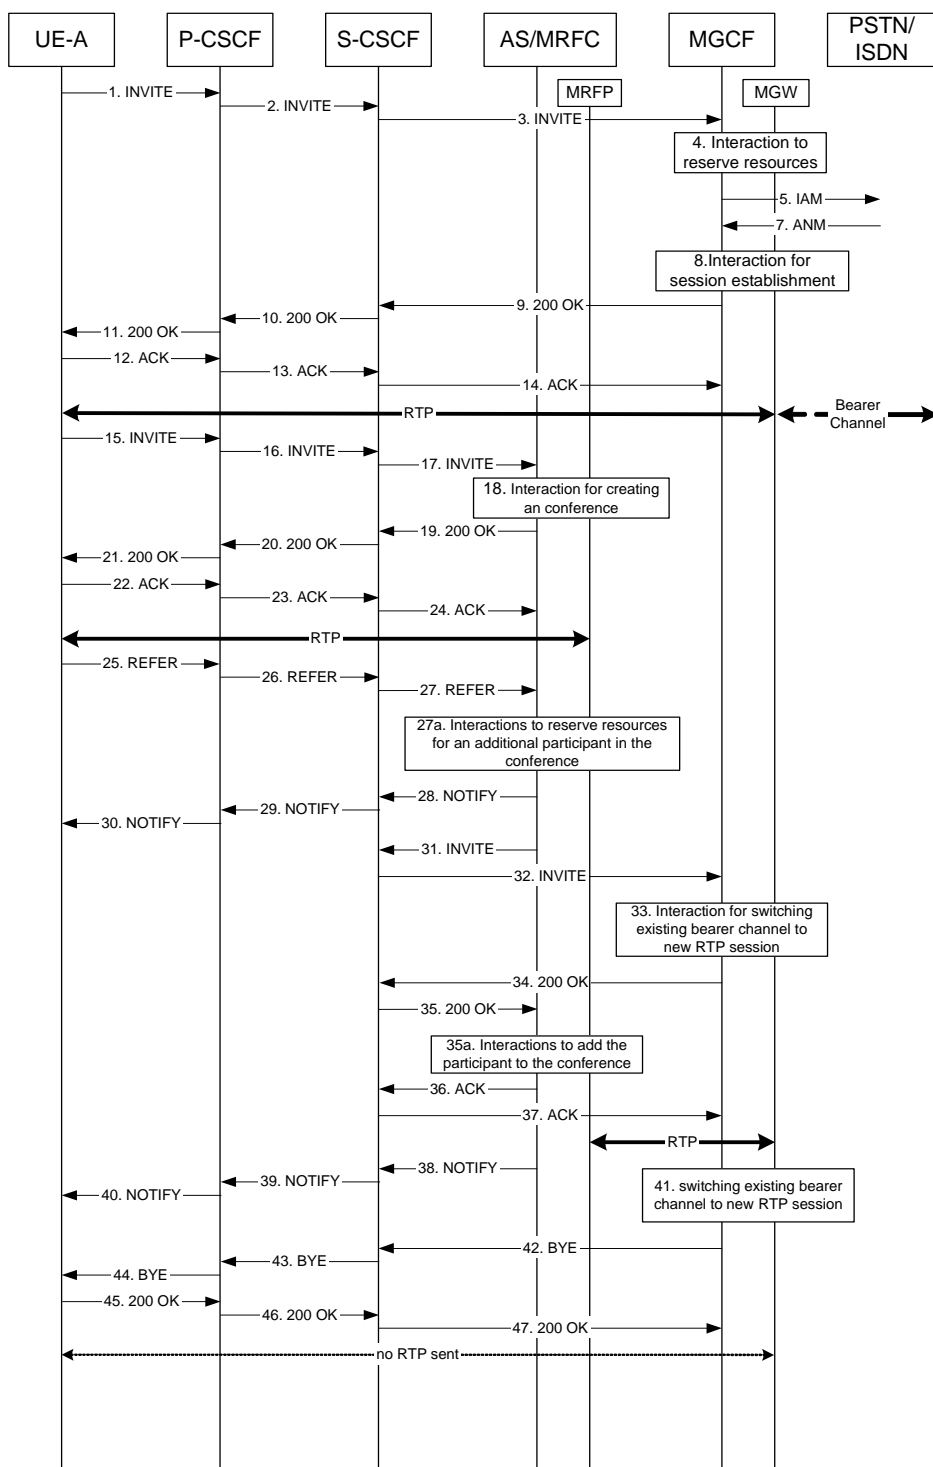 UE-A
P-CSCF
S-CSCF
AS/MRFC
MGCF
PSTN/
ISDN
MRFP
MGW
1. INVITE
2. INVITE
3. INVITE
4. Interaction to
reserve resources
5. IAM
7. ANM
8.Interaction for
session establishment
9. 200 OK
10. 200 OK
11. 200 OK
12. ACK
13. ACK
14. ACK
RTP
Bearer
Channel
15. INVITE
16. INVITE
17. INVITE
18. Interaction for creating
an conference
19. 200 OK
20. 200 OK
21. 200 OK
22. ACK
23. ACK
24. ACK
RTP
25. REFER
26. REFER
27. REFER
27a. Interactions to reserve resources
for an additional participant in the
conference
28. NOTIFY
29. NOTIFY
30. NOTIFY
31. INVITE
32. INVITE
33. Interaction for switching
existing bearer channel to
new RTP session
34. 200 OK
35. 200 OK
35a. Interactions to add the
participant to the conference
36. ACK
37. ACK
RTP
38. NOTIFY
39. NOTIFY
40. NOTIFY
41. switching existing bearer
channel to new RTP session
42. BYE
43. BYE
44. BYE
45. 200 OK
46. 200 OK
47. 200 OK
no RTP sent